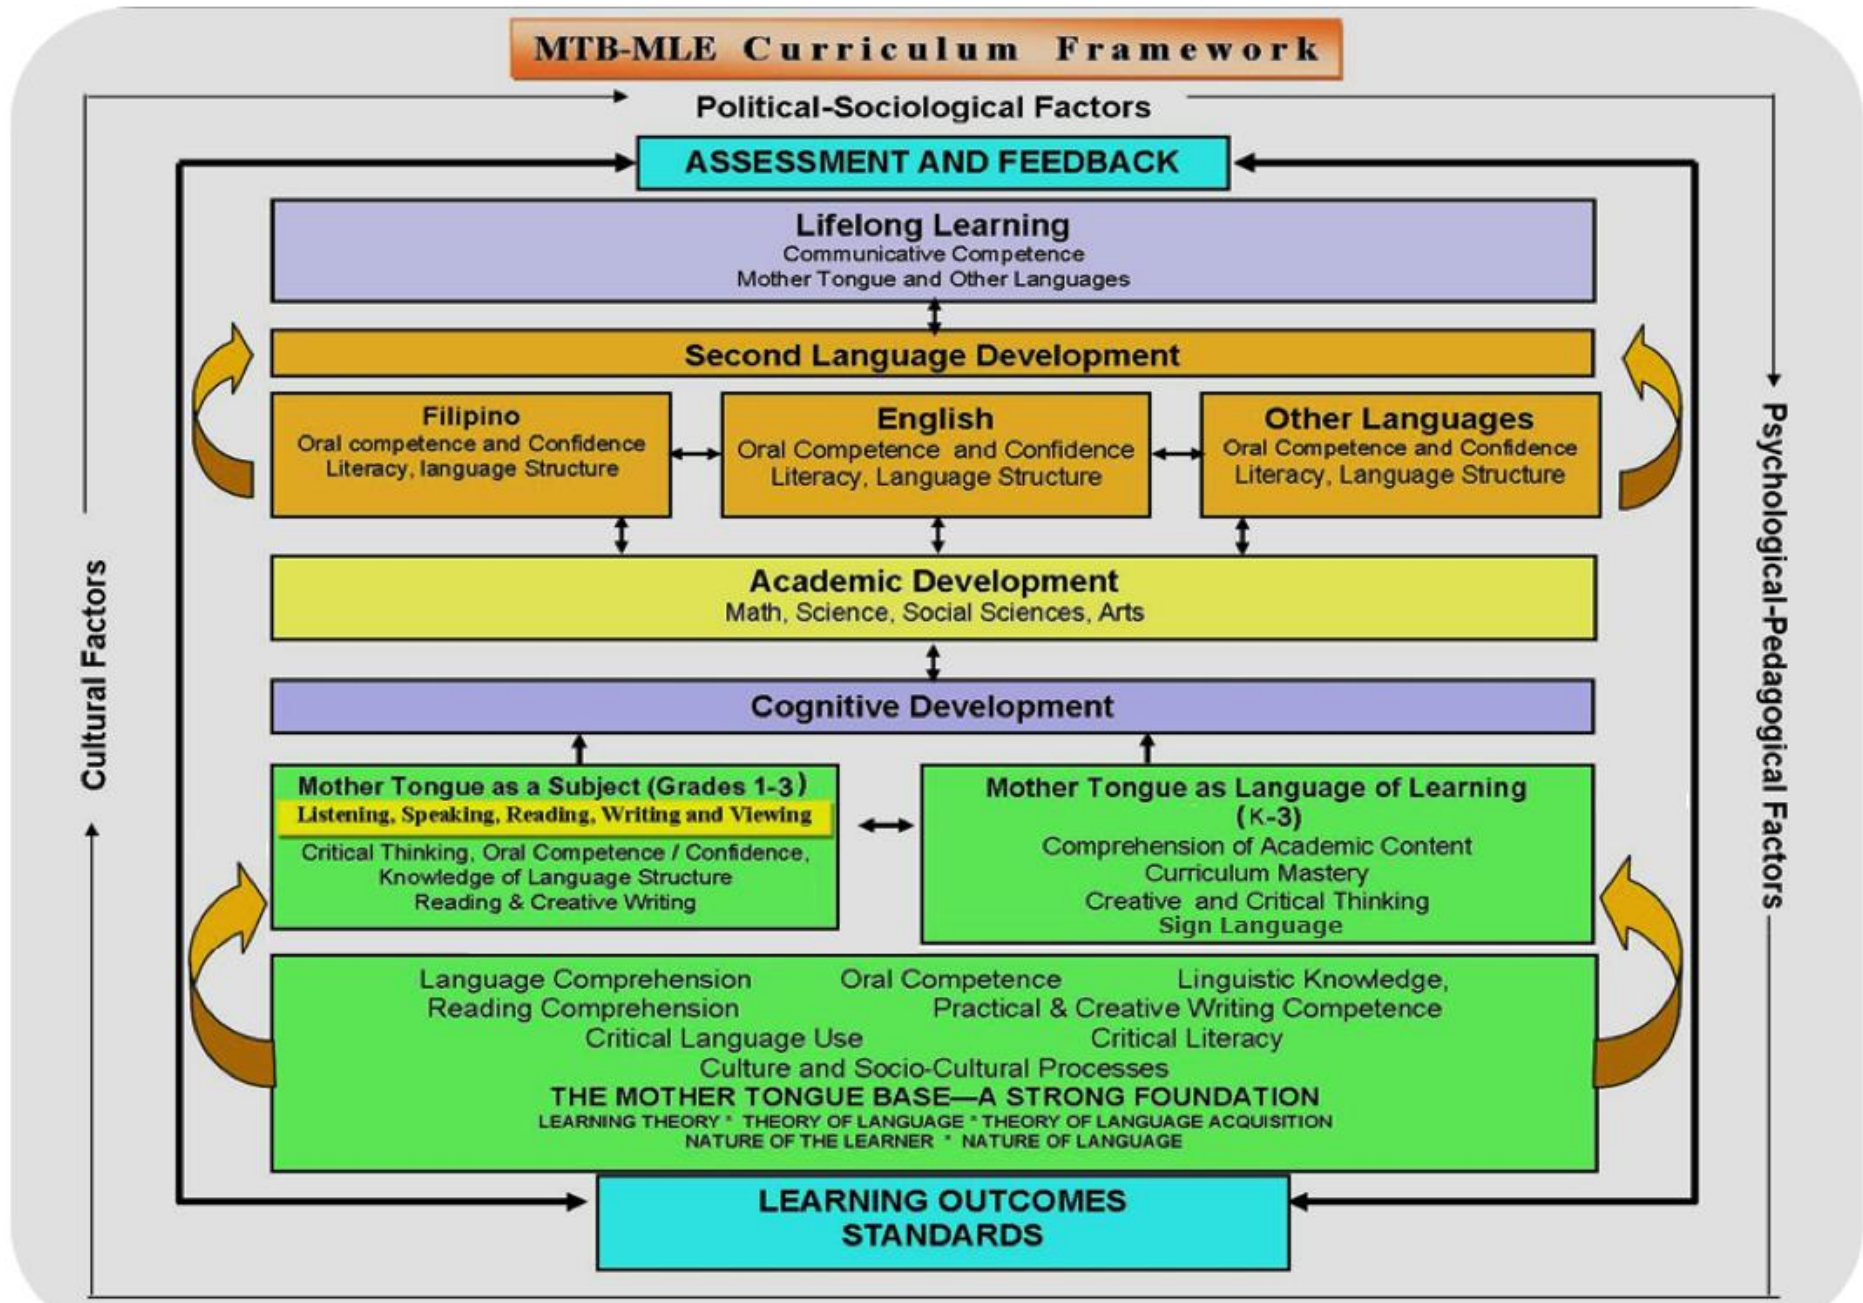 MTB-MLE Curriculum Framework
Political-Sociological Factors
ASSESSMENT AND FEEDBACK
Lifelong Learning
Communicative Competence
Mother Tongue and Other Languages
Second Language Development
Filipino
Oral competence and Confidence
Literacy, language Structure
English
Oral Competence and Confidence
Literacy, Language Structure
Other Languages
Oral Competence and Confidence
Literacy, Language Structure
Academic Development
Math, Science, Social Sciences, Arts
Cognitive Development
Mother Tongue as a Subject (Grades 1-3)
Listening, Speaking, Reading, Writing and Viewing
Critical Thinking, Oral Competence / Confidence,
Knowledge of Language Structure
Reading & Creative Writing
Mother Tongue as Language of Learning
(K-3)
Comprehension of Academic Content
Curriculum Mastery
Creative and Critical Thinking
Sign Language
Language Comprehension Oral Competence Linguistic Knowledge,
Reading Comprehension Practical & Creative Writing Competence
Critical Language Use Critical Literacy
Culture and Socio-Cultural Processes
THE MOTHER TONGUE BASE—A STRONG FOUNDATION
LEARNING THEORY * THEORY OF LANGUAGE * THEORY OF LANGUAGE ACQUISITION
NATURE OF THE LEARNER * NATURE OF LANGUAGE
LEARNING OUTCOMES
STANDARDS
Cultural Factors
Psychological-Pedagogical Factors